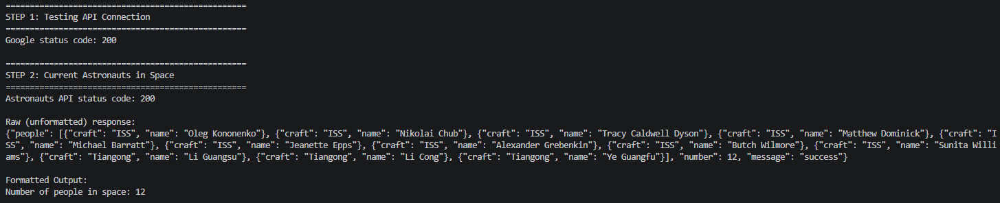 ==================================================
STEP 1: Testing API Connection
==================================================
Google status code: 200
==================================================
STEP 2: Current Astronauts in Space
==================================================
Astronauts API status code: 200
Raw (unformatted) response:
{"people": [{"craft": "ISS", "name": "Oleg Kononenko"}, {"craft": "ISS", "name": "Nikolai Chub"}, {"craft": "ISS", "name": "Tracy Caldwell Dyson"}, {"craft": "ISS", "name": "Matthew Dominick"}, {"craft": "I
SS", "name": "Michael Barratt"}, {"craft": "ISS", "name": "Jeanette Epps"}, {"craft": "ISS", "name": "Alexander Grebenkin"}, {"craft": "ISS", "name": "Butch Wilmore"}, {"craft": "ISS", "name": "Sunita Willi
ams"}, {"craft": "Tiangong", "name": "Li Guangsu"}, {"craft": "Tiangong", "name": "Li Cong"}, {"craft": "Tiangong", "name": "Ye Guangfu"}], "number": 12, "message": "success"}
Formatted Output:
Number of people in space: 12